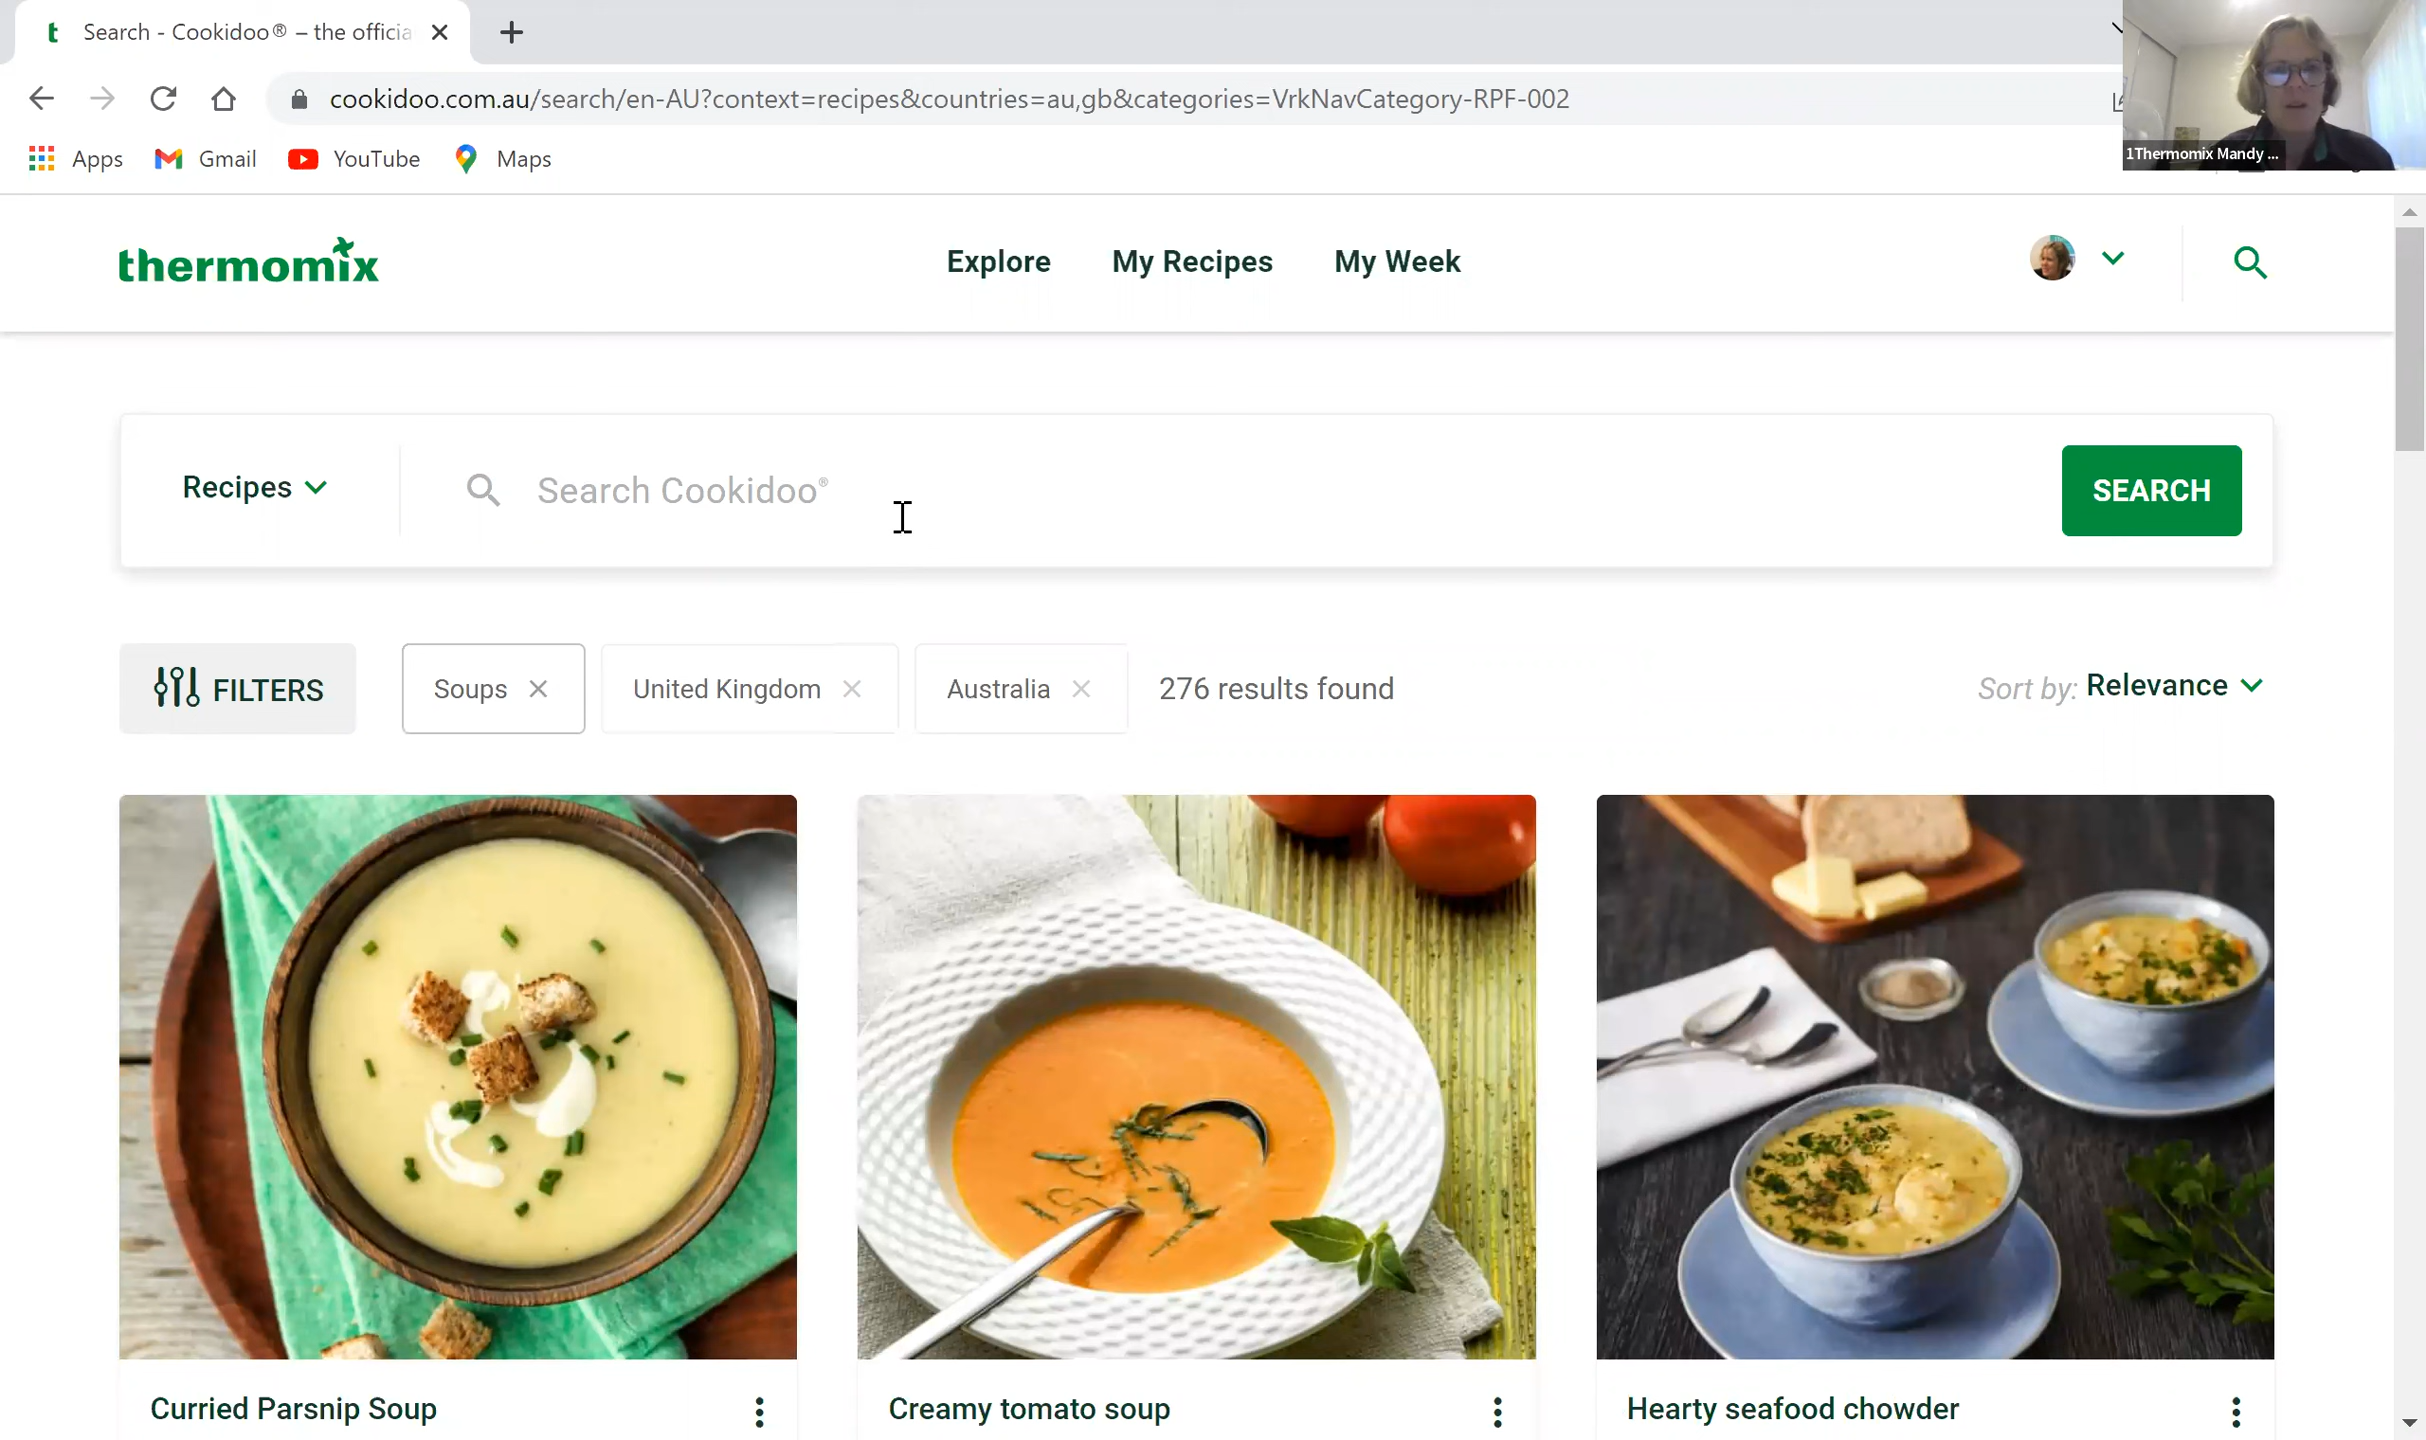 t Search - Cookidoo® – the officia
cookidoo.com.au/search/en-AU?context=recipes&countries=au,gb&categories=VrkNavCategory-RPF-002
Apps Gmail YouTube Maps
1Thermomix Mandy ...
thermomix
Explore My Recipes My Week
Recipes Search Cookidoo® SEARCH
FILTERS Soups United Kingdom Australia 276 results found Sort by: Relevance
Curried Parsnip Soup Creamy tomato soup Hearty seafood chowder